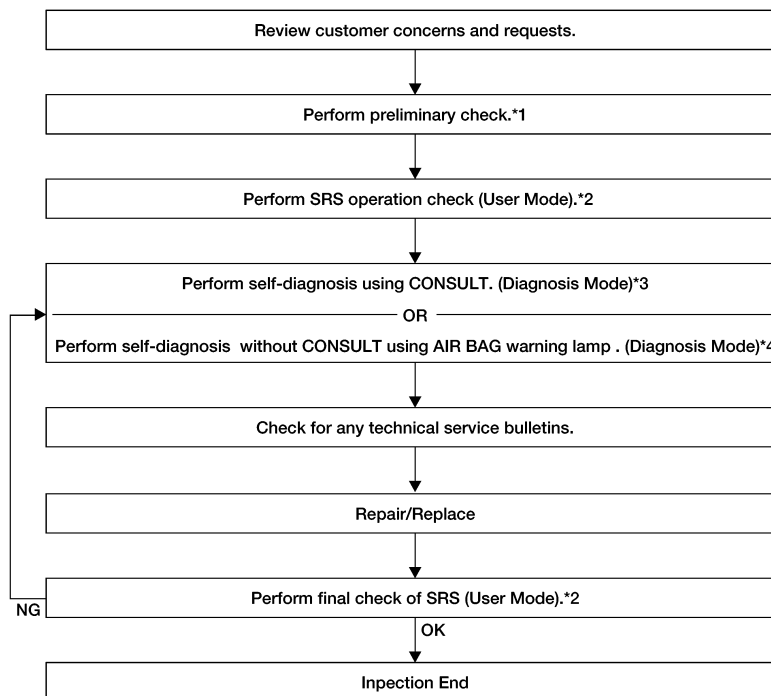 Review customer concerns and requests.
Perform preliminary check.*1
Perform SRS operation check (User Mode).*2
Perform self-diagnosis using CONSULT. (Diagnosis Mode)*3
OR
Perform self-diagnosis without CONSULT using AIR BAG warning lamp . (Diagnosis Mode)*4
Check for any technical service bulletins.
Repair/Replace
Perform final check of SRS (User Mode).*2
NG
OK
Inpection End